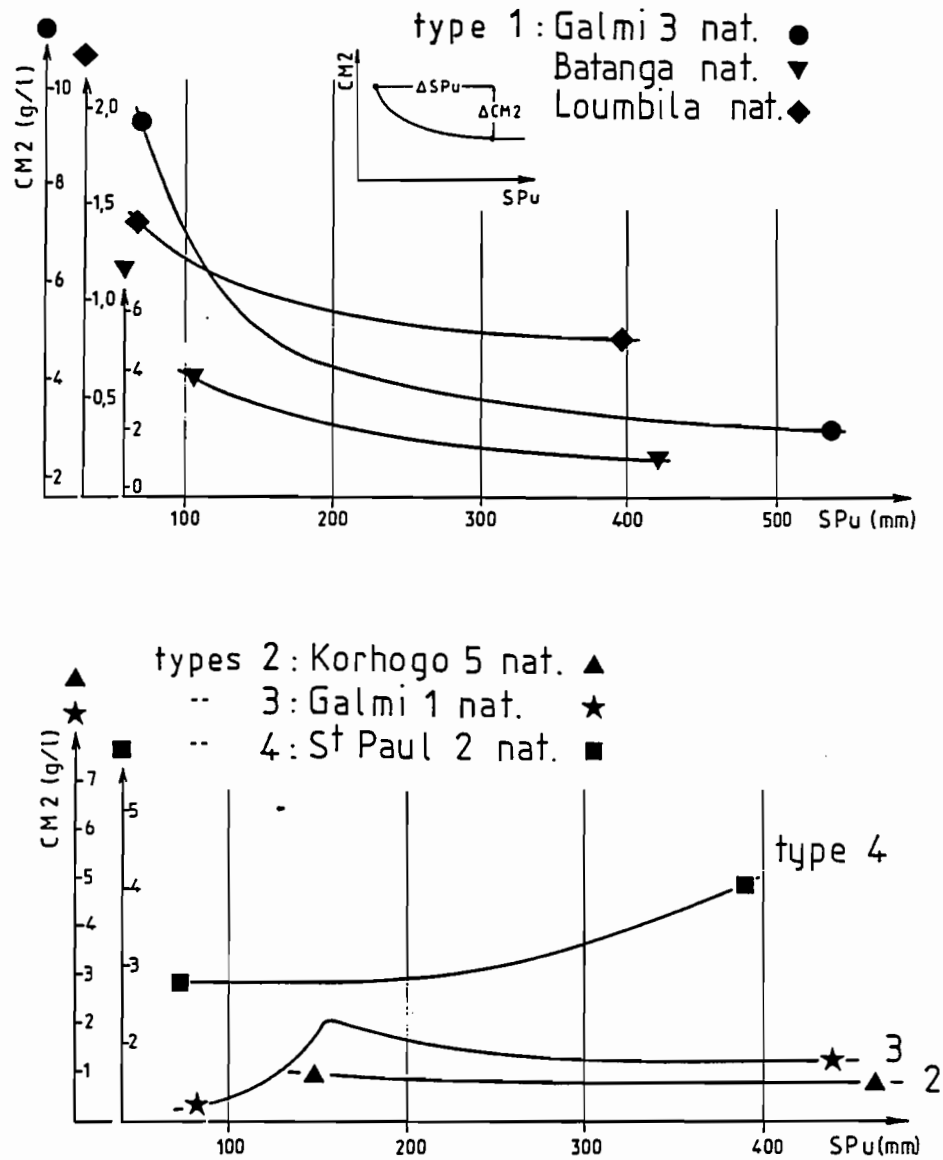 type 1 : Galmi 3 nat. ●
Batanga nat. ▼
Loumbila nat. ◆
CM2 (g/l)
10
8
6
4
2
2,0
1,5
1,0
0,5
6
4
2
0
CM2
ΔSPu
ΔCM2
SPu
100 200 300 400 500 SPu (mm)
types 2 : Korhogo 5 nat. ▲
-- 3 : Galmi 1 nat. ★
-- 4 : St Paul 2 nat. ■
CM2 (g/l)
7
6
5
4
3
2
1
5
4
3
2
type 4
3
2
100 200 300 400 SPu(mm)